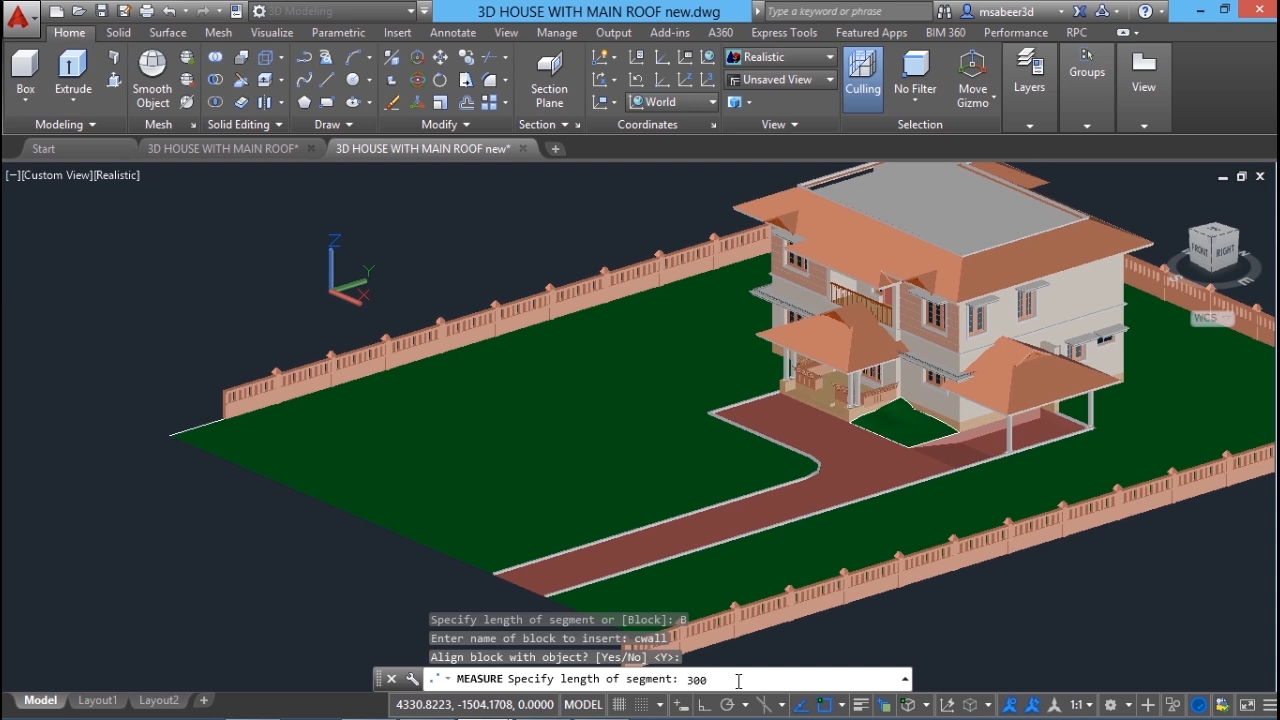 3D Modeling
3D HOUSE WITH MAIN ROOF new.dwg
Type a keyword or phrase
msabeer3d
Home Solid Surface Mesh Visualize Parametric Insert Annotate View Manage Output Add-ins A360 Express Tools Featured Apps BIM 360 Performance RPC
Box
Extrude
Smooth Object
Section Plane
World
Realistic
Unsaved View
Culling
No Filter
Move Gizmo
Layers
Groups
View
Modeling
Mesh
Solid Editing
Draw
Modify
Section
Coordinates
View
Selection
Start
3D HOUSE WITH MAIN ROOF*
3D HOUSE WITH MAIN ROOF new*
[−][Custom View][Realistic]
Z
Y
X
FRONT
RIGHT
WCS
Specify length of segment or [Block]: B
Enter name of block to insert: cwall
Align block with object? [Yes/No] <Y>:
MEASURE Specify length of segment: 300
Model Layout1 Layout2 +
4330.8223, -1504.1708, 0.0000 MODEL
1:1